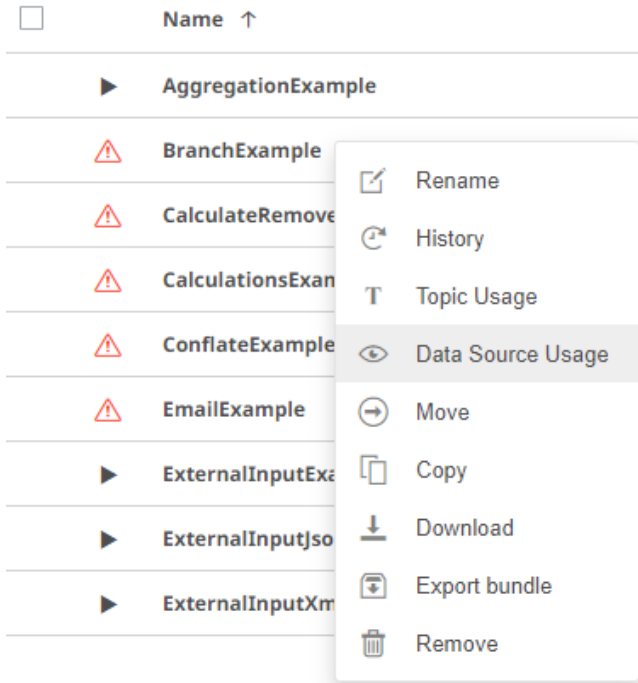 Name ↑
AggregationExample
BranchExample
Rename
CalculateRemove
History
CalculationsExam
Topic Usage
ConflateExample
Data Source Usage
EmailExample
Move
ExternalInputExa
Copy
ExternalInputJso
Download
ExternalInputXm
Export bundle
Remove